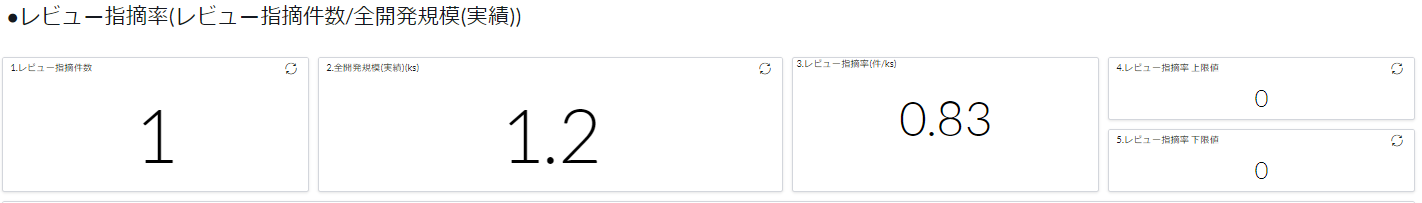 ●レビュー指摘率(レビュー指摘件数/全開発規模(実績))
1.レビュー指摘件数
1
2.全開発規模(実績)(ks)
1.2
3.レビュー指摘率(件/ks)
0.83
4.レビュー指摘率 上限値
0
5.レビュー指摘率 下限値
0